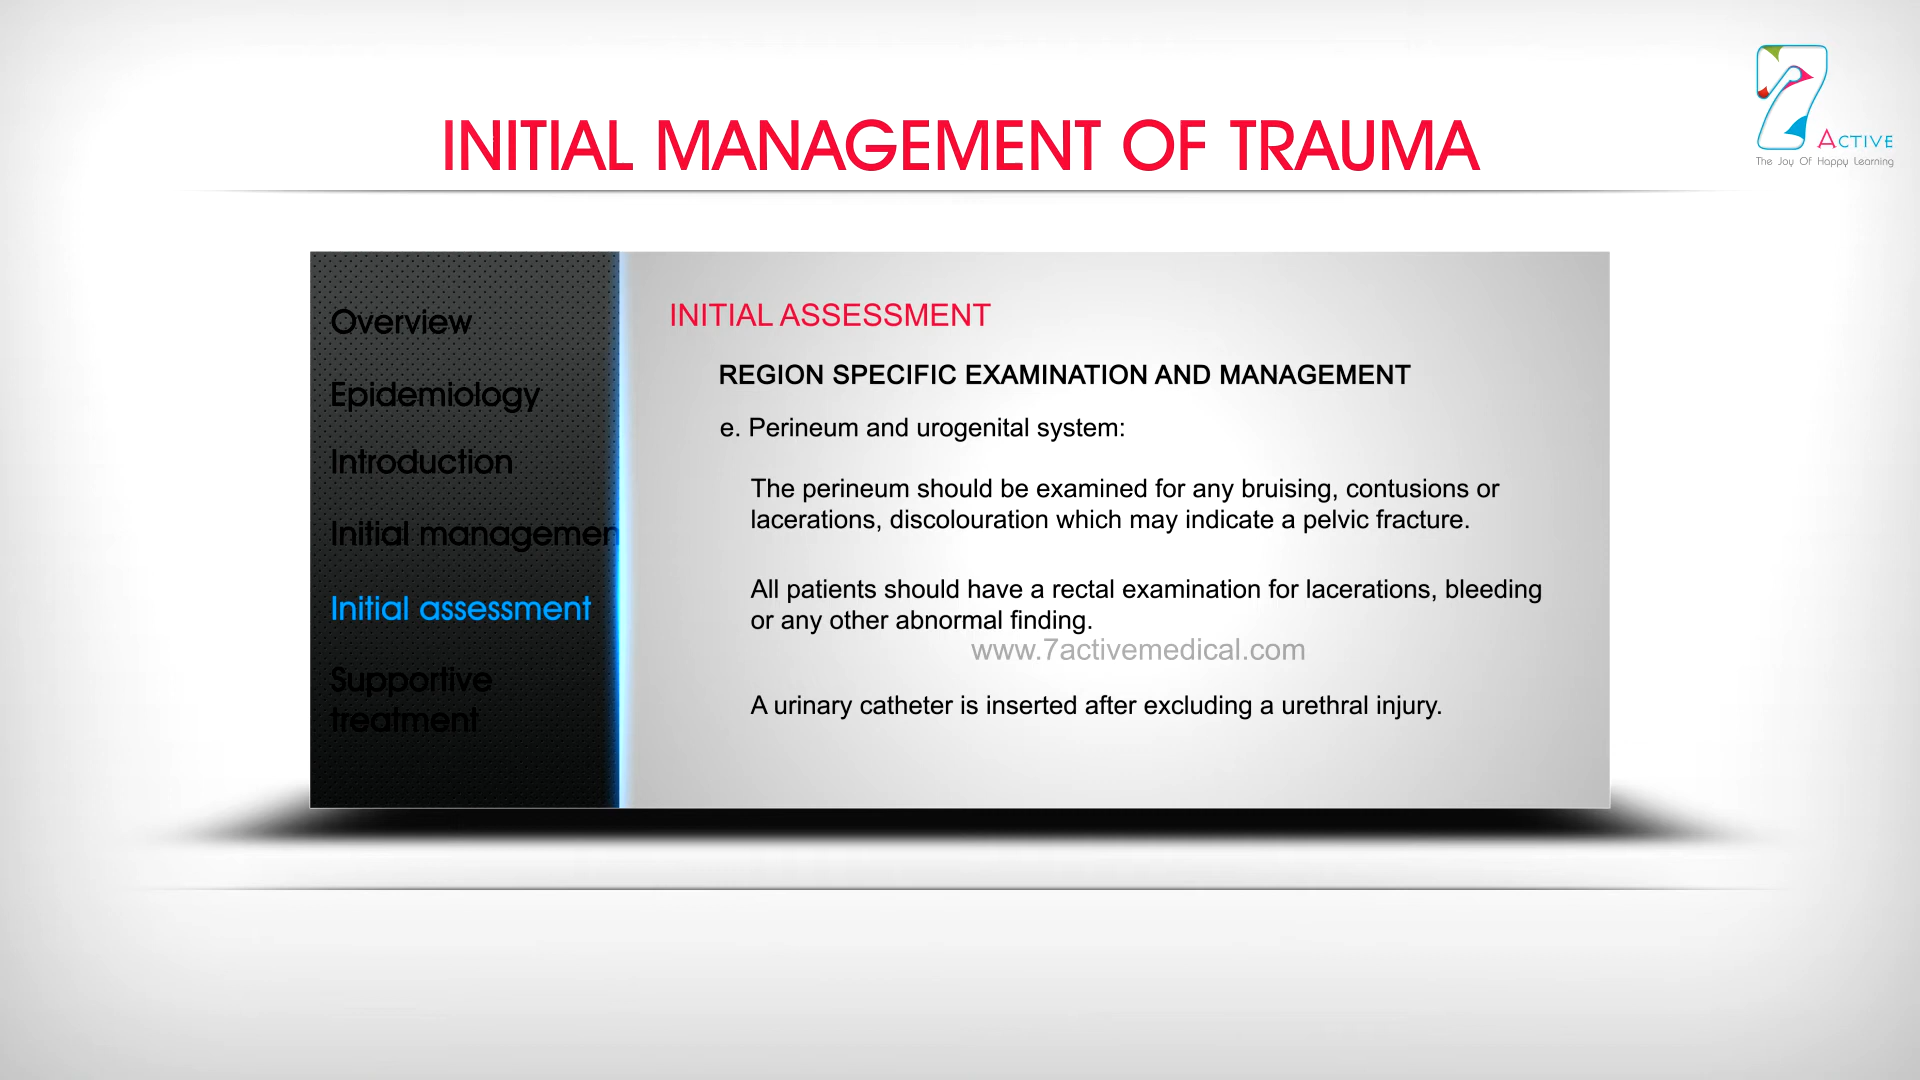 7 ACTIVE
The Joy Of Happy Learning
INITIAL MANAGEMENT OF TRAUMA
Overview
Epidemiology
Introduction
Initial managemen
Initial assessment
Supportive
treatment
INITIAL ASSESSMENT
REGION SPECIFIC EXAMINATION AND MANAGEMENT
e. Perineum and urogenital system:
The perineum should be examined for any bruising, contusions or
lacerations, discolouration which may indicate a pelvic fracture.
All patients should have a rectal examination for lacerations, bleeding
or any other abnormal finding.
www.7activemedical.com
A urinary catheter is inserted after excluding a urethral injury.